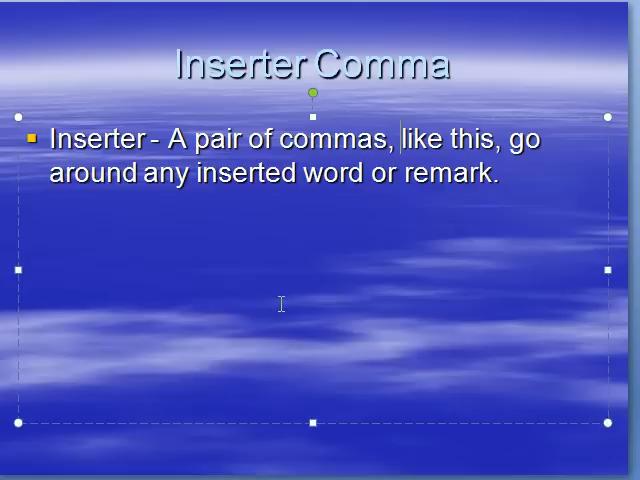 Inserter Comma
Inserter - A pair of commas, like this, go
around any inserted word or remark.